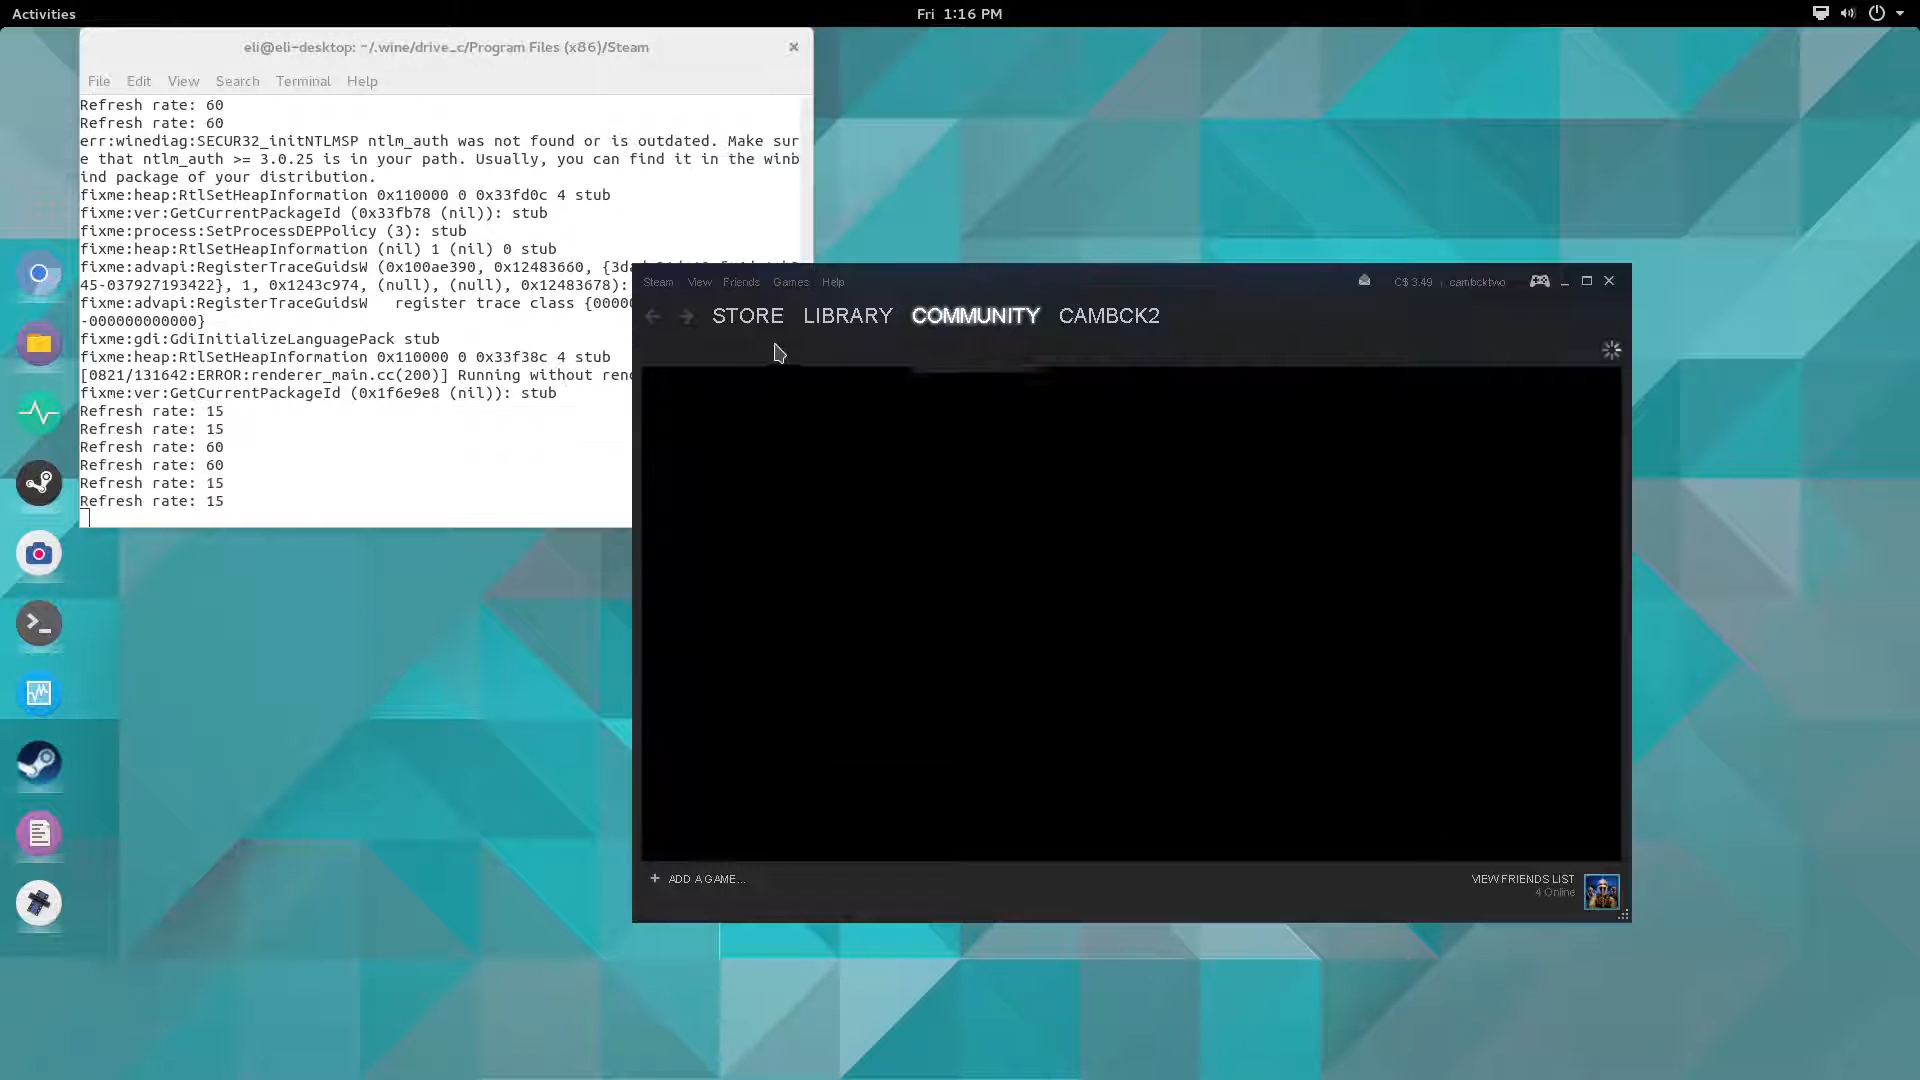 Activities
Fri 1:16 PM
eli@eli-desktop: ~/.wine/drive_c/Program Files (x86)/Steam
File Edit View Search Terminal Help
Refresh rate: 60
Refresh rate: 60
err:winediag:SECUR32_initNTLMSP ntlm_auth was not found or is outdated. Make sur
e that ntlm_auth >= 3.0.25 is in your path. Usually, you can find it in the winb
ind package of your distribution.
fixme:heap:RtlSetHeapInformation 0x110000 0 0x33fd0c 4 stub
fixme:ver:GetCurrentPackageId (0x33fb78 (nil)): stub
fixme:process:SetProcessDEPPolicy (3): stub
fixme:heap:RtlSetHeapInformation (nil) 1 (nil) 0 stub
fixme:advapi:RegisterTraceGuidsW (0x100ae390, 0x12483660,
45-037927193422}, 1, 0x1243c974, (null), (null), 0x12483678):
fixme:advapi:RegisterTraceGuidsW   register trace class {00000
-000000000000}
fixme:gdi:GdiInitializeLanguagePack stub
fixme:heap:RtlSetHeapInformation 0x110000 0 0x33f38c 4 stub
[0821/131642:ERROR:renderer_main.cc(200)] Running without ren
fixme:ver:GetCurrentPackageId (0x1f6e9e8 (nil)): stub
Refresh rate: 15
Refresh rate: 15
Refresh rate: 60
Refresh rate: 60
Refresh rate: 15
Refresh rate: 15
Steam View Friends Games Help
C$ 3.49 cambcktwo
STORE LIBRARY COMMUNITY CAMBCK2
+ ADD A GAME...
VIEW FRIENDS LIST
4 Online